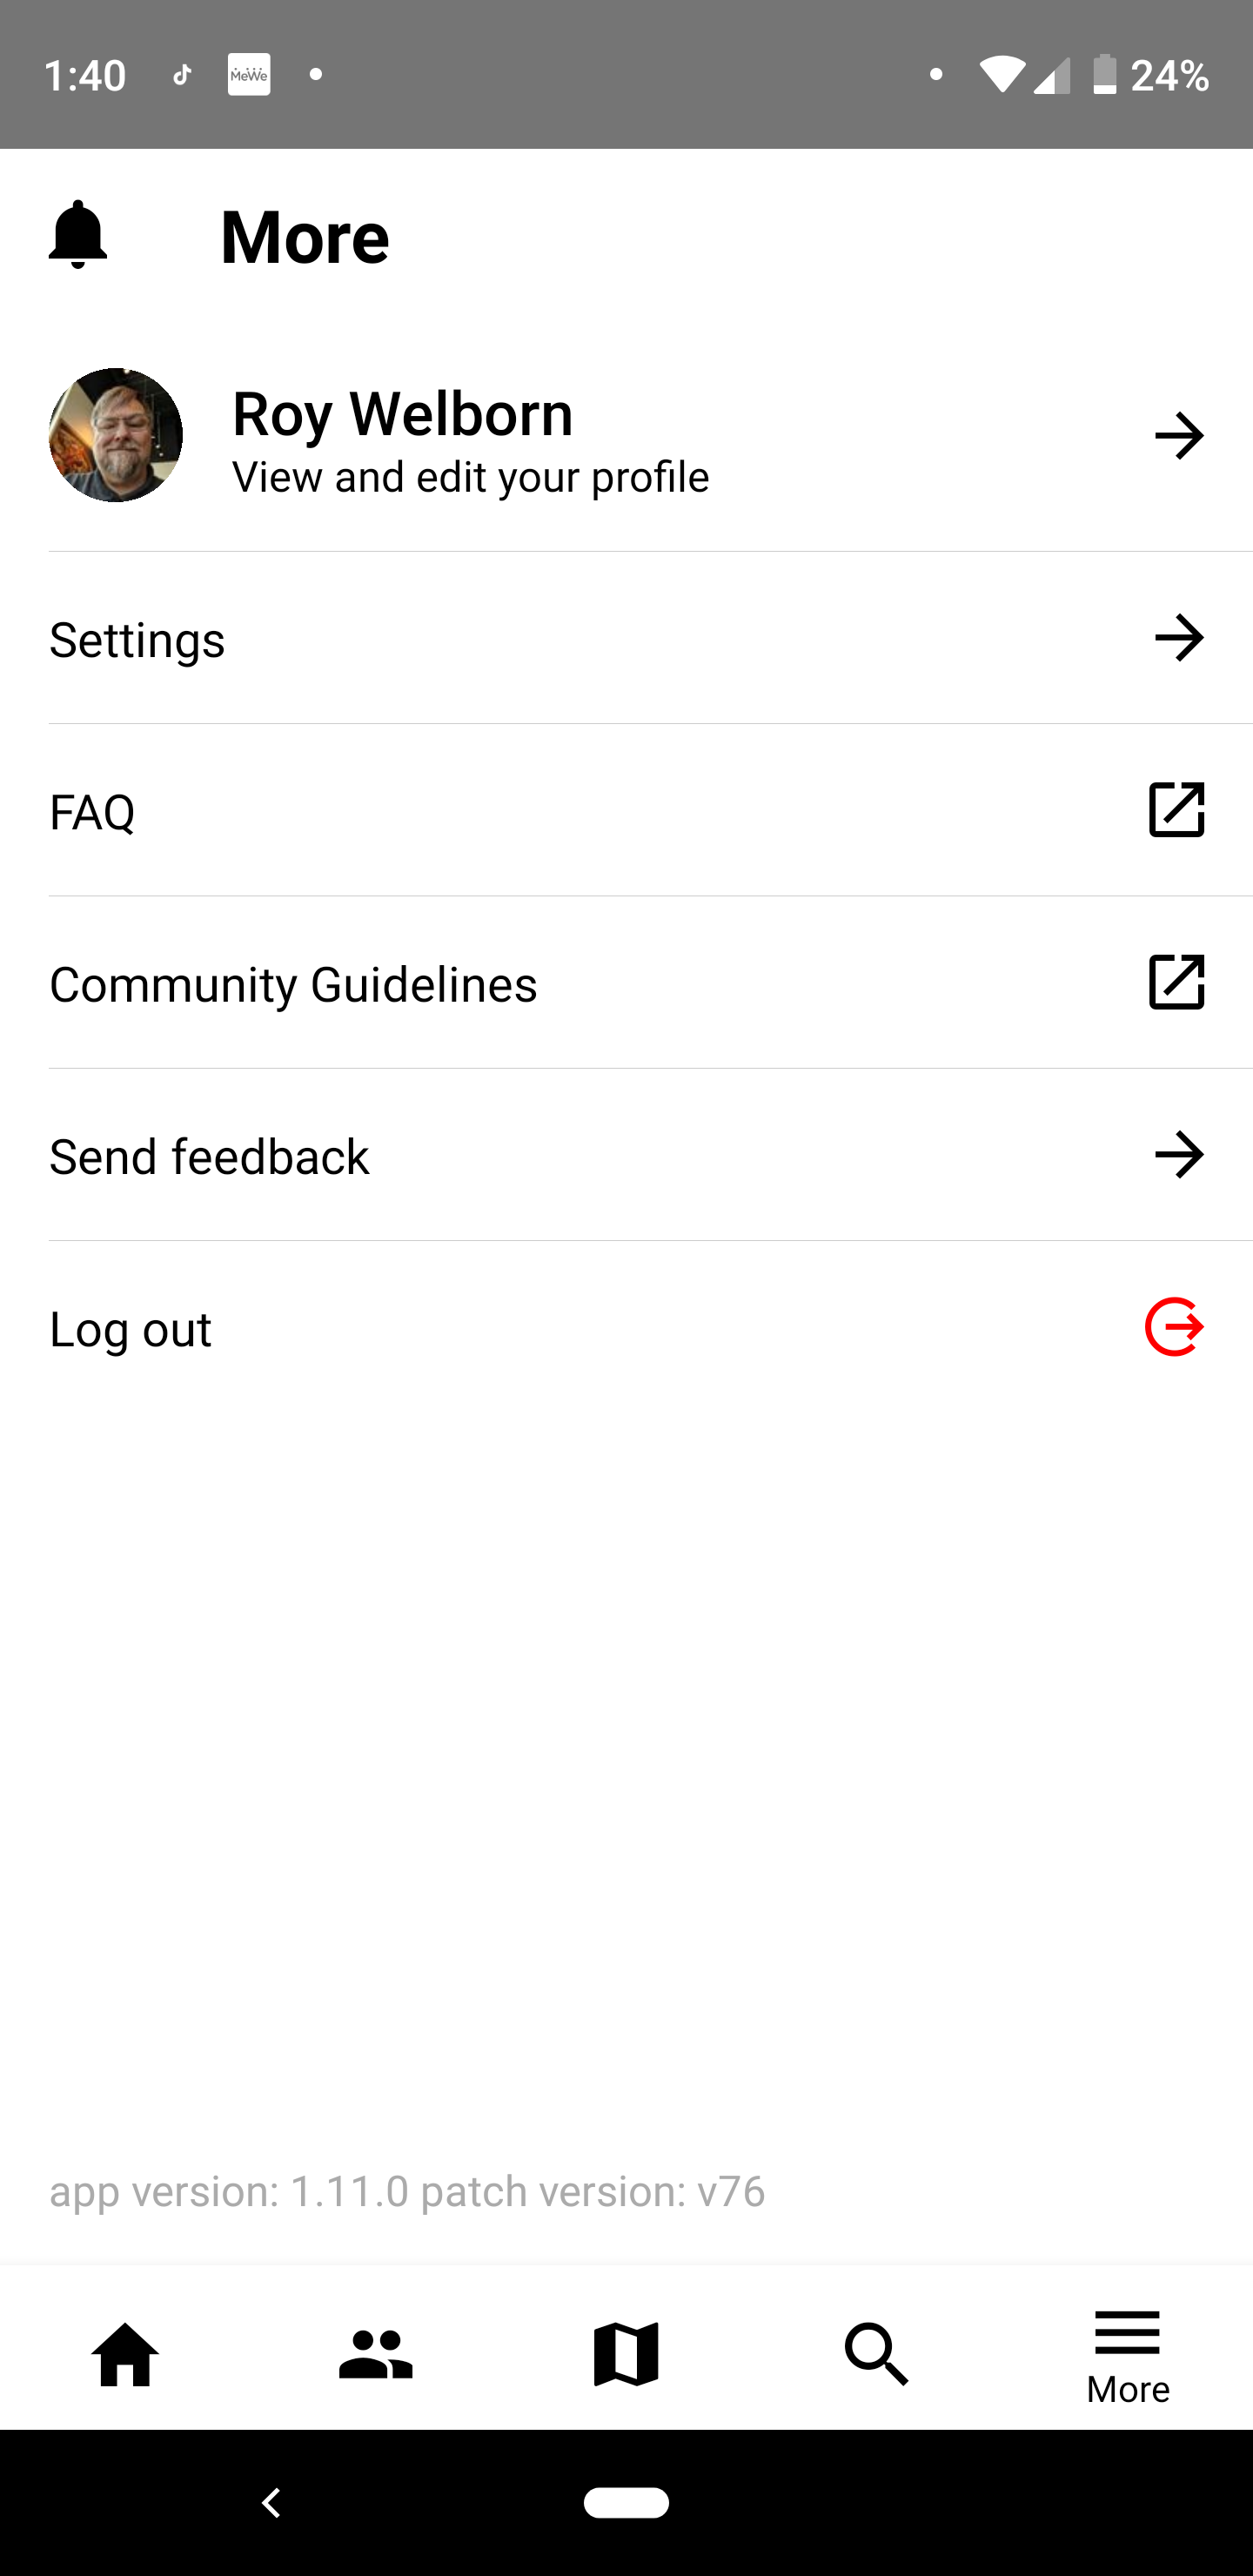 1:40
MeWe
24%
More
Roy Welborn
View and edit your profile
Settings
FAQ
Community Guidelines
Send feedback
Log out
app version: 1.11.0 patch version: v76
More